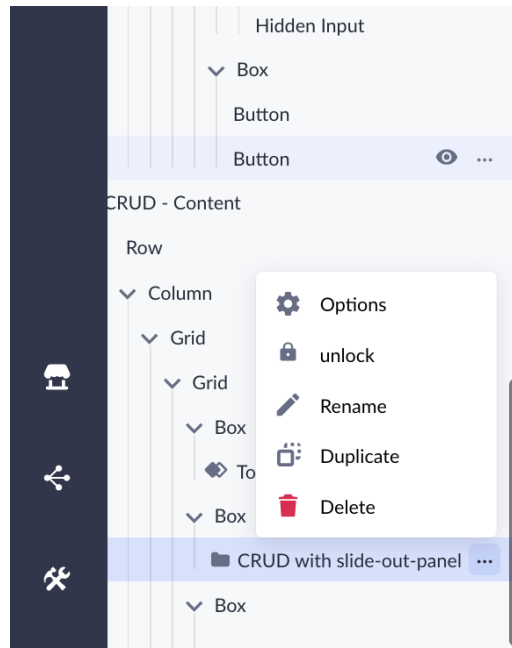 Hidden Input
Box
Button
Button
CRUD - Content
Row
Column
Options
Grid
unlock
Grid
Rename
Box
Duplicate
To
Box
Delete
CRUD with slide-out-panel
Box